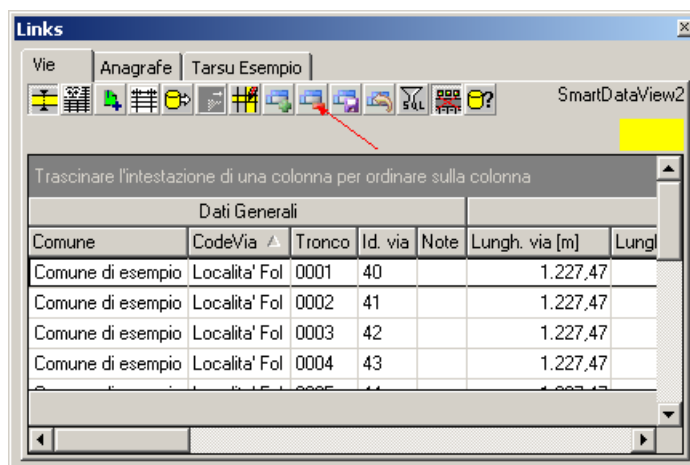 Links
Vie Anagrafe Tarsu Esempio
SQL SmartDataView2
Trascinare l'intestazione di una colonna per ordinare sulla colonna
Dati Generali
Comune CodeVia Tronco Id. via Note Lungh. via [m] Lungh
Comune di esempio Localita' Fol 0001 40 1.227,47
Comune di esempio Localita' Fol 0002 41 1.227,47
Comune di esempio Localita' Fol 0003 42 1.227,47
Comune di esempio Localita' Fol 0004 43 1.227,47